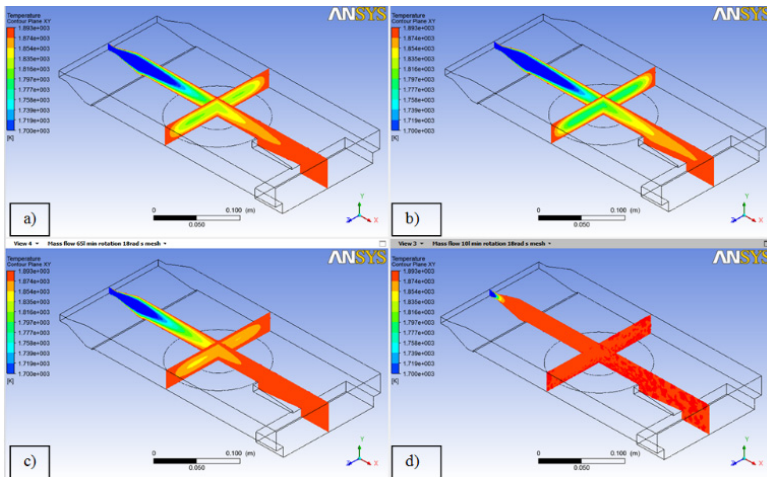 ANSYS
Temperature
Contour Plane XY
1.893e+003
1.874e+003
1.854e+003
1.835e+003
1.816e+003
1.797e+003
1.777e+003
1.758e+003
1.739e+003
1.719e+003
1.700e+003
[K]
0 0.100 (m)
0.050
Y
Z X
a)
ANSYS
Temperature
Contour Plane XY
1.893e+003
1.874e+003
1.854e+003
1.835e+003
1.816e+003
1.797e+003
1.777e+003
1.758e+003
1.739e+003
1.719e+003
1.700e+003
[K]
0 0.100 (m)
0.050
Y
Z X
b)
View 4 Mass flow 65l min rotation 18rad s mesh
ANSYS
Temperature
Contour Plane XY
1.893e+003
1.874e+003
1.854e+003
1.835e+003
1.816e+003
1.797e+003
1.777e+003
1.758e+003
1.739e+003
1.719e+003
1.700e+003
[K]
0 0.100 (m)
0.050
Y
Z X
c)
View 3 Mass flow 10l min rotation 18rad s mesh
ANSYS
Temperature
Contour Plane XY
1.893e+003
1.874e+003
1.854e+003
1.835e+003
1.816e+003
1.797e+003
1.777e+003
1.758e+003
1.739e+003
1.719e+003
1.700e+003
[K]
0 0.100 (m)
0.050
Y
Z X
d)